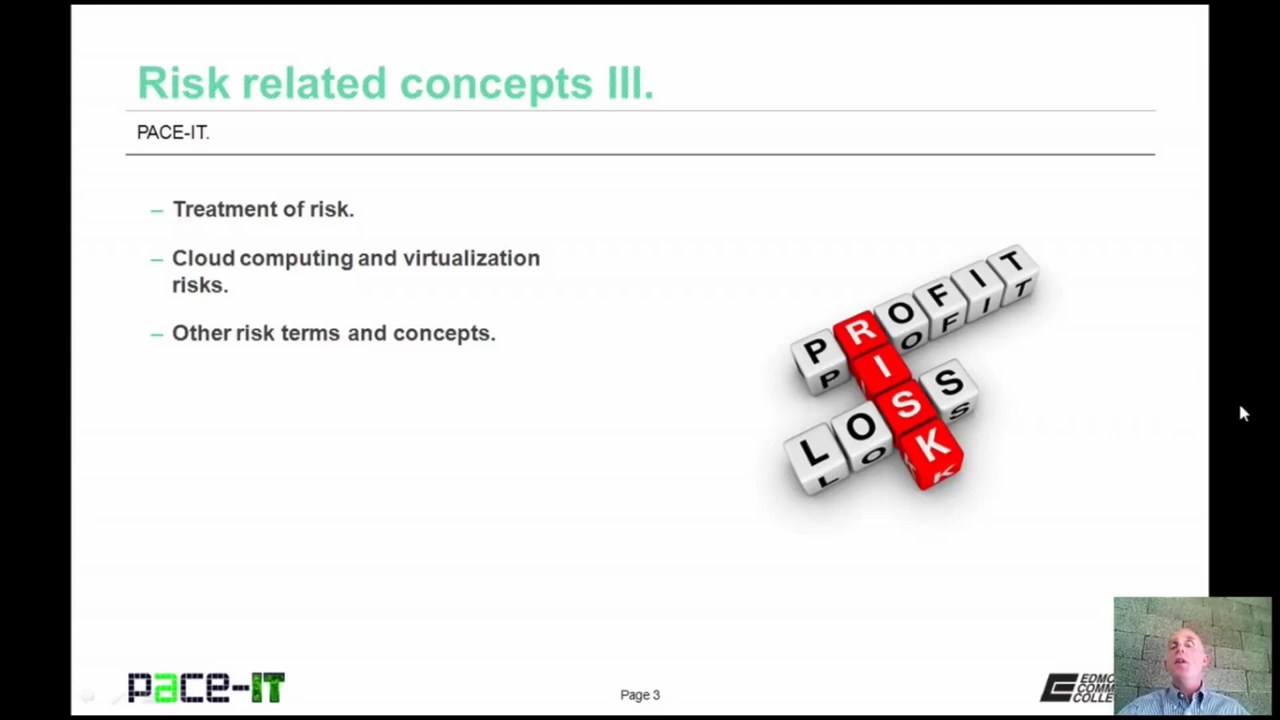 Risk related concepts III.
PACE-IT.
– Treatment of risk.
– Cloud computing and virtualization
risks.
– Other risk terms and concepts.
PROFIT
RISK
LOSS
pace-IT
Page 3